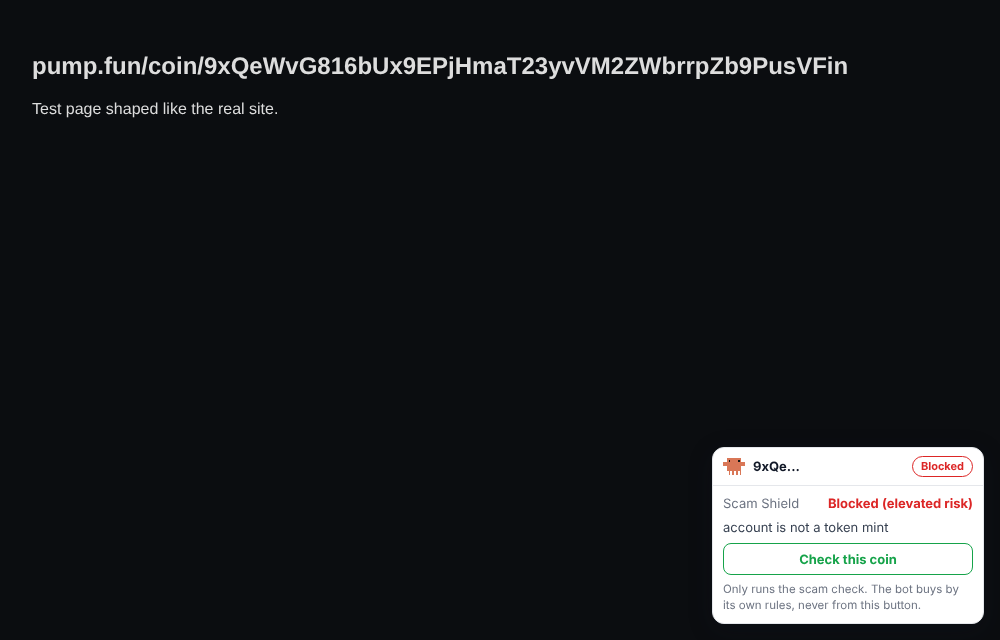 pump.fun/coin/9xQeWvG816bUx9EPjHmaT23yvVM2ZWbrrpZb9PusVFin
Test page shaped like the real site.
9xQe...
Blocked
Scam Shield
Blocked (elevated risk)
account is not a token mint
Check this coin
Only runs the scam check. The bot buys by
its own rules, never from this button.